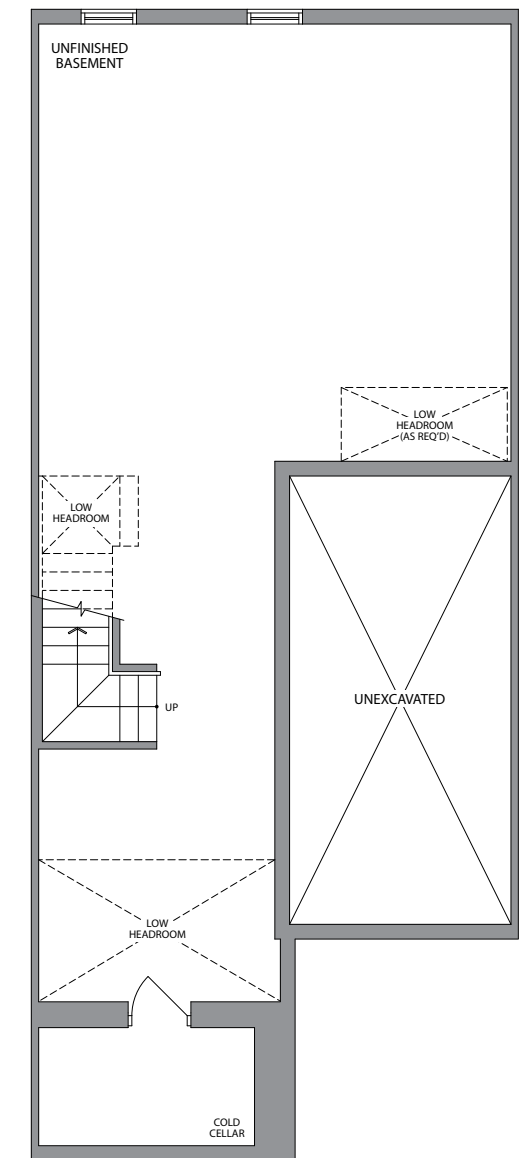 UNFINISHED
BASEMENT
LOW
HEADROOM
(AS REQ'D)
LOW
HEADROOM
UNEXCAVATED
UP
LOW
HEADROOM
COLD
CELLAR